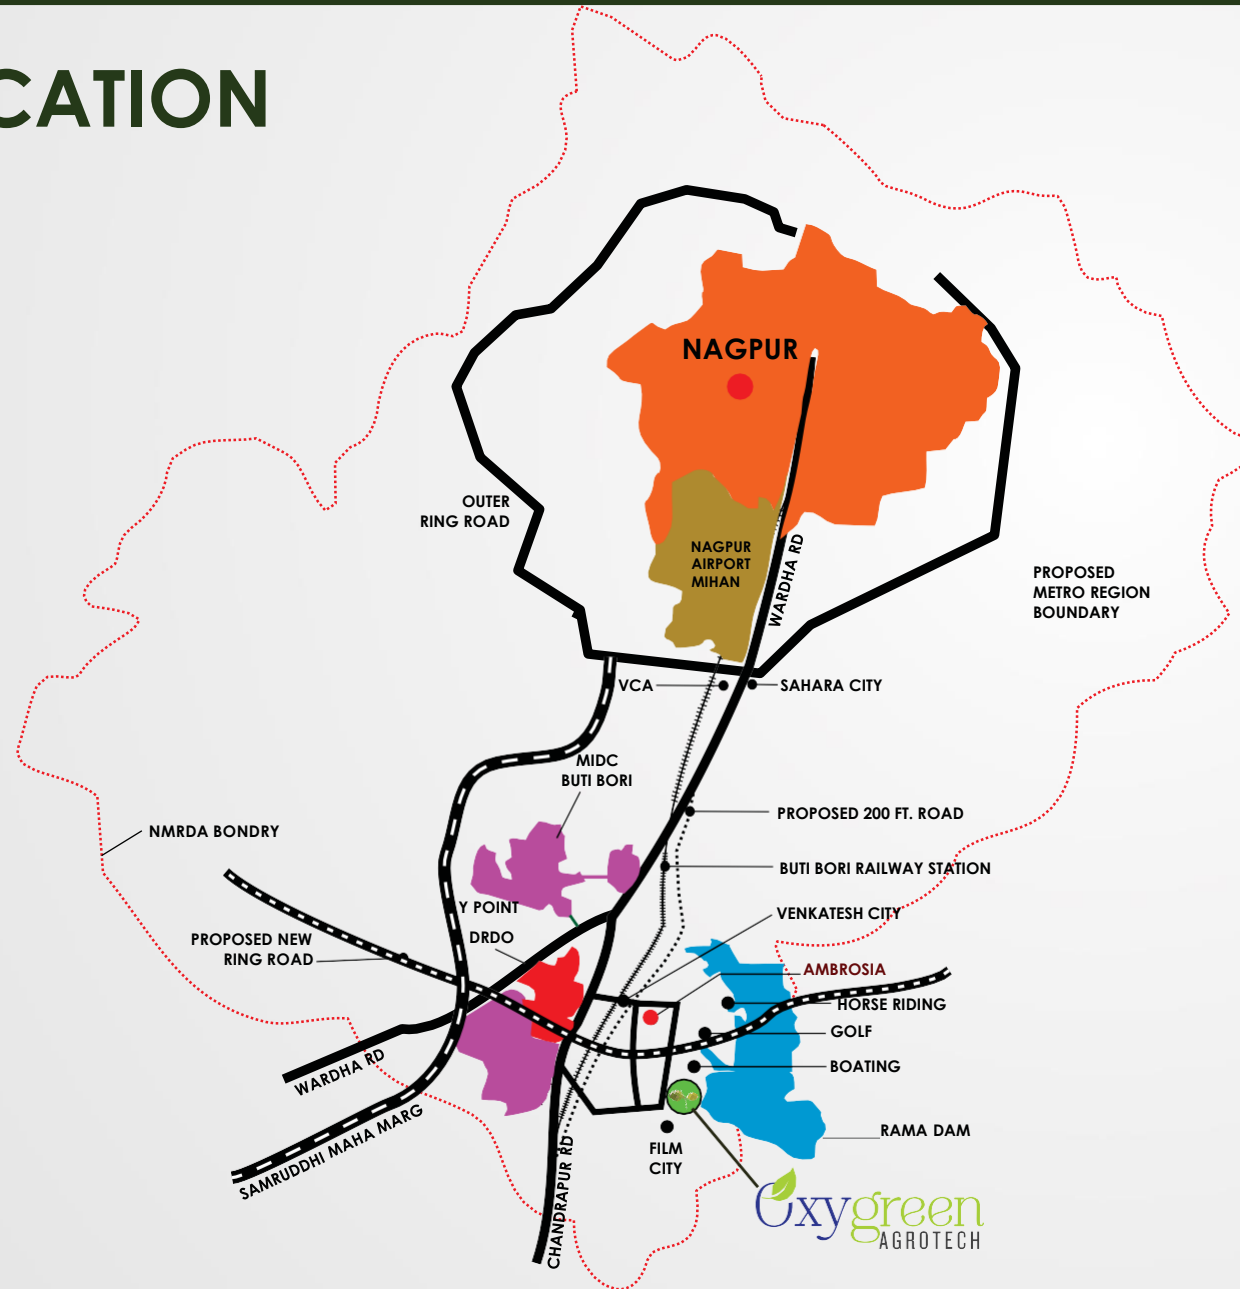 CATION
NAGPUR
OUTER
RING ROAD
NAGPUR
AIRPORT
MIHAN
WARDHA RD
PROPOSED
METRO REGION
BOUNDARY
VCA
SAHARA CITY
MIDC
BUTI BORI
PROPOSED 200 FT. ROAD
NMRDA BONDRY
BUTI BORI RAILWAY STATION
Y POINT
VENKATESH CITY
DRDO
PROPOSED NEW
RING ROAD
AMBROSIA
HORSE RIDING
GOLF
BOATING
WARDHA RD
SAMRUDDHI MAHA MARG
RAMA DAM
FILM
CITY
CHANDRAPUR RD
Oxygreen
AGROTECH